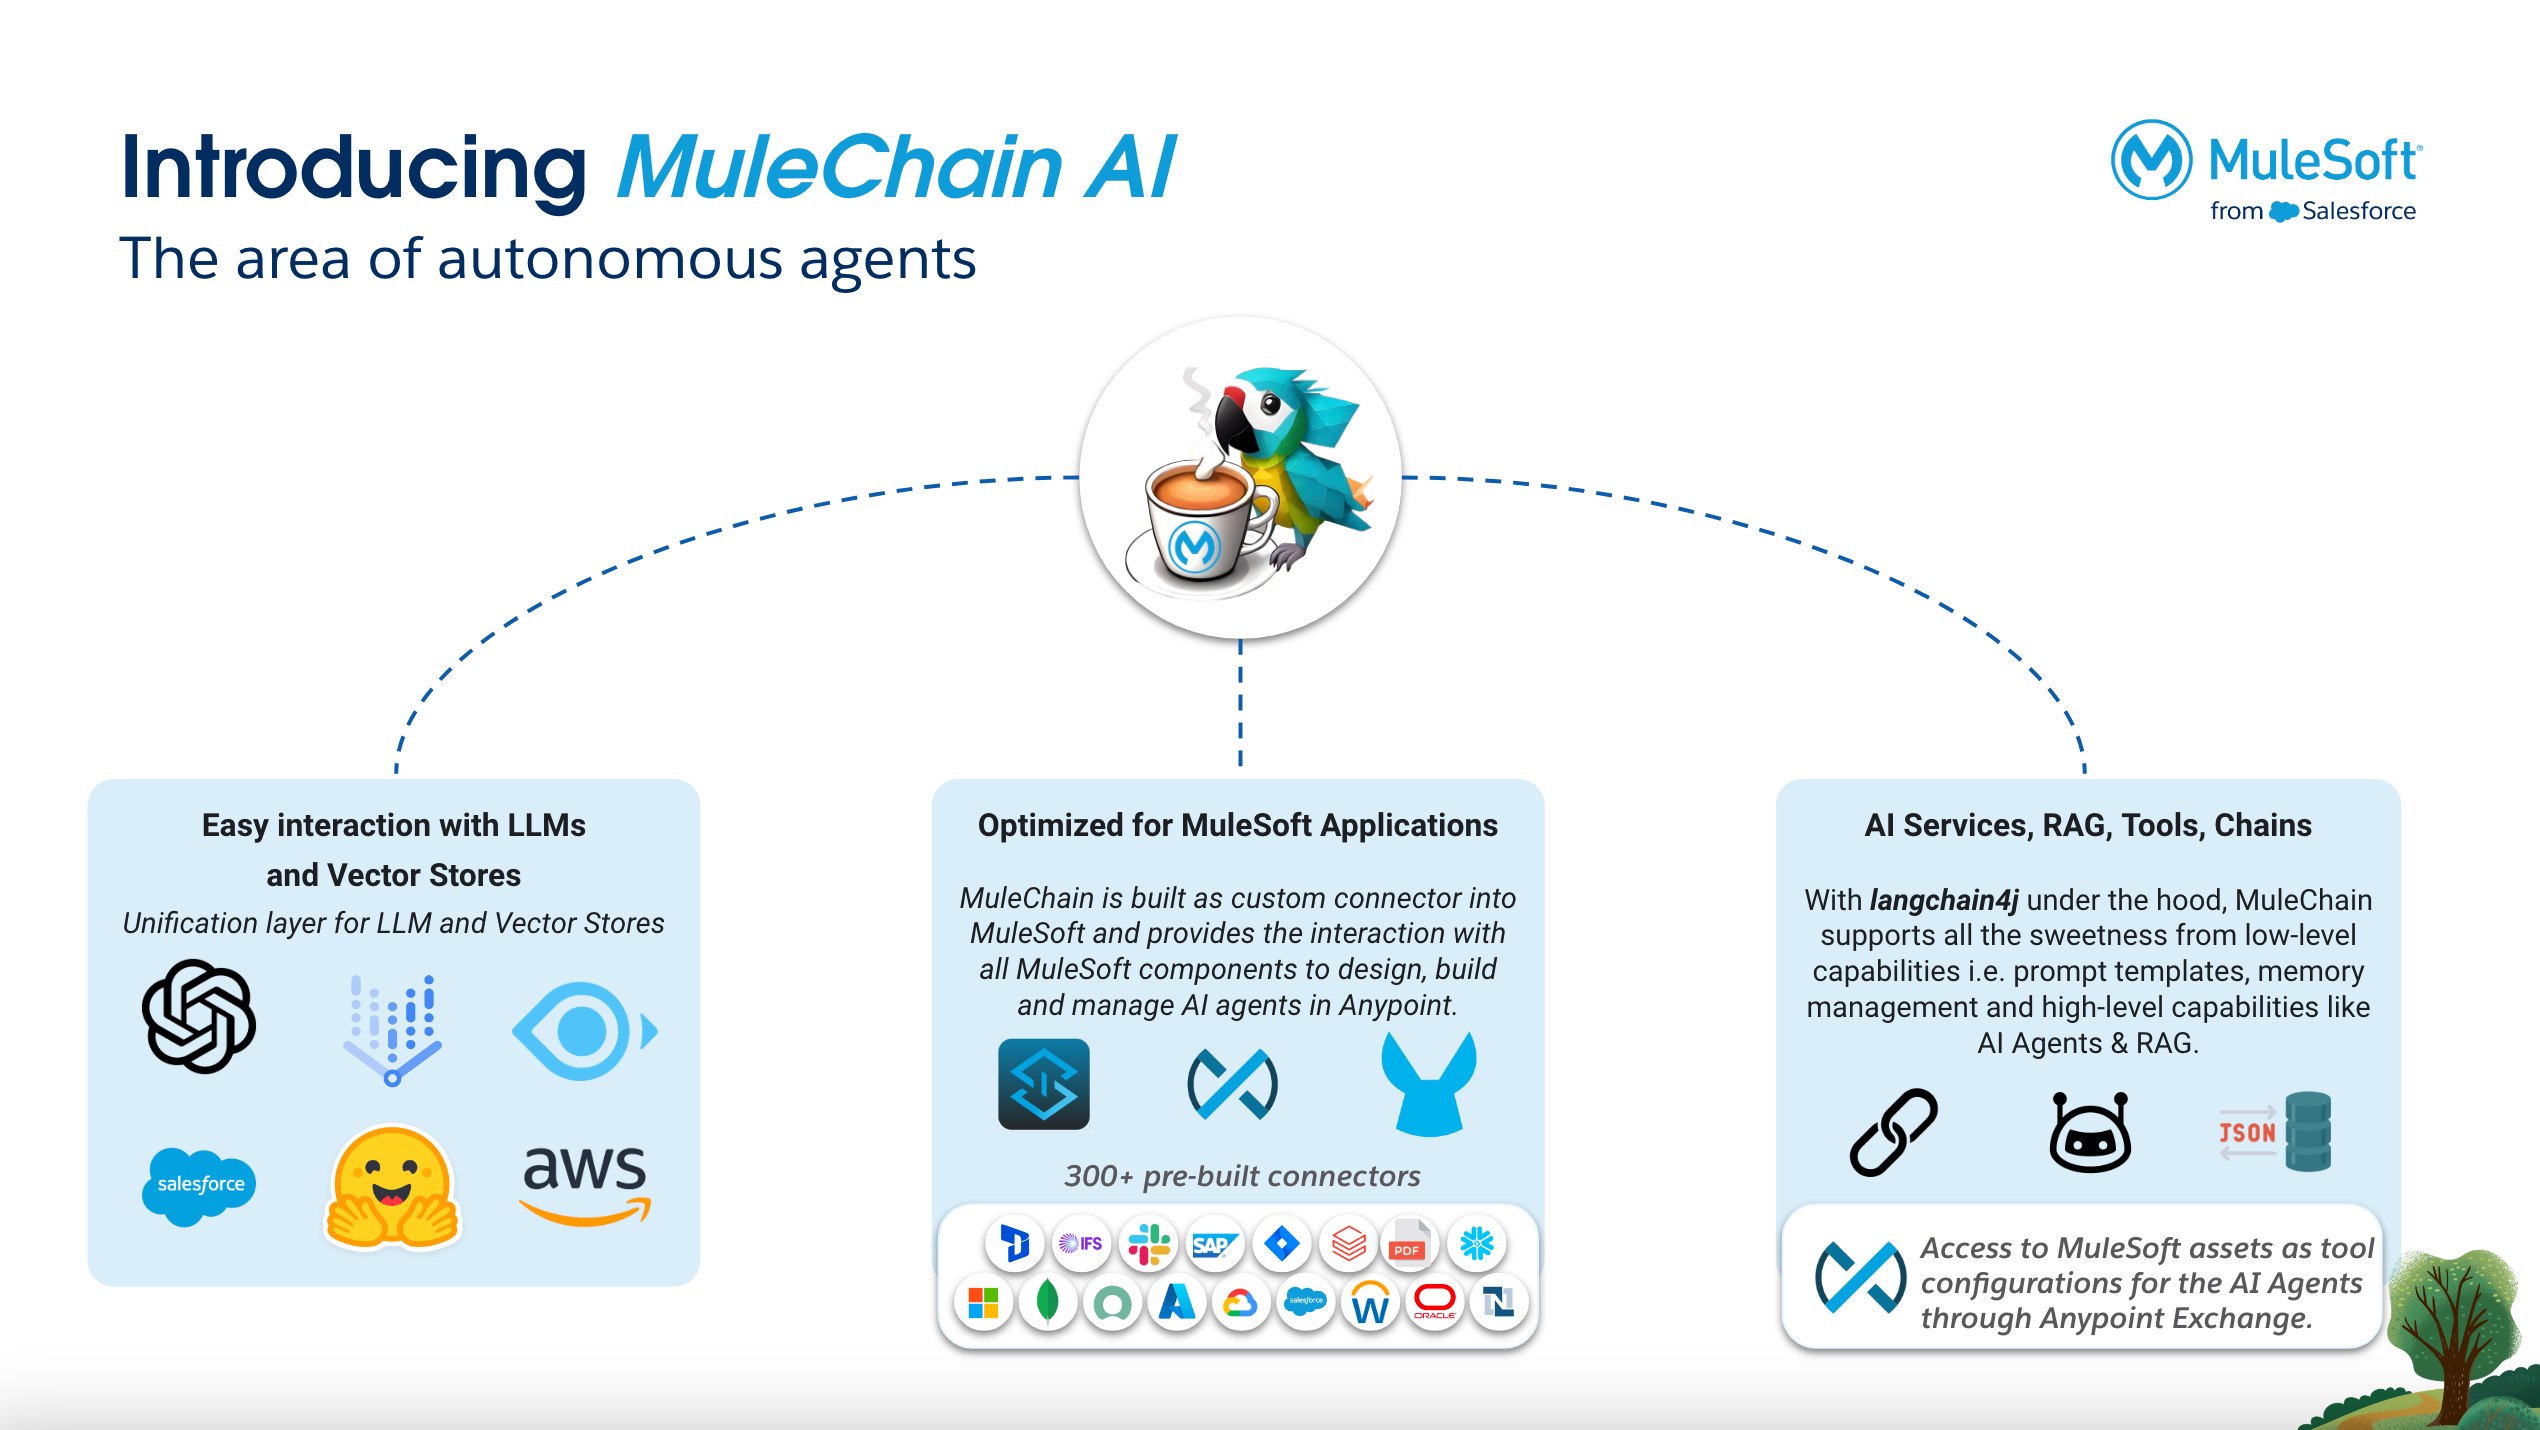 Introducing MuleChain AI
The area of autonomous agents
MuleSoft
from Salesforce
Easy interaction with LLMs
and Vector Stores
Unification layer for LLM and Vector Stores
salesforce
aws
Optimized for MuleSoft Applications
MuleChain is built as custom connector into
MuleSoft and provides the interaction with
all MuleSoft components to design, build
and manage AI agents in Anypoint.
300+ pre-built connectors
IFS
SAP
PDF
salesforce
W
ORACLE
N
AI Services, RAG, Tools, Chains
With langchain4j under the hood, MuleChain
supports all the sweetness from low-level
capabilities i.e. prompt templates, memory
management and high-level capabilities like
AI Agents & RAG.
JSON
Access to MuleSoft assets as tool
configurations for the AI Agents
through Anypoint Exchange.